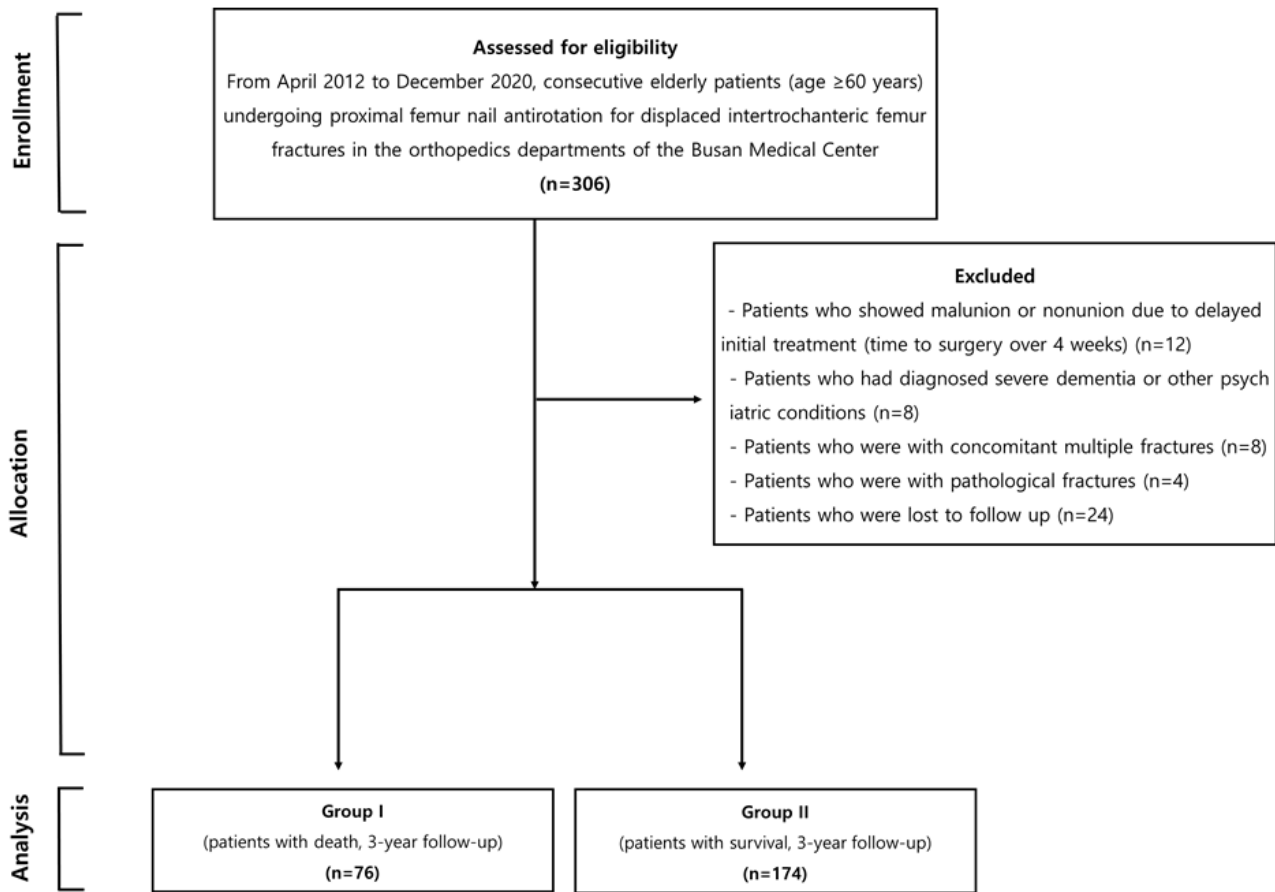 Enrollment
Assessed for eligibility
From April 2012 to December 2020, consecutive elderly patients (age ≥60 years)
undergoing proximal femur nail antirotation for displaced intertrochanteric femur
fractures in the orthopedics departments of the Busan Medical Center
(n=306)
Allocation
Excluded
- Patients who showed malunion or nonunion due to delayed
initial treatment (time to surgery over 4 weeks) (n=12)
- Patients who had diagnosed severe dementia or other psych
iatric conditions (n=8)
- Patients who were with concomitant multiple fractures (n=8)
- Patients who were with pathological fractures (n=4)
- Patients who were lost to follow up (n=24)
Analysis
Group I
(patients with death, 3-year follow-up)
(n=76)
Group II
(patients with survival, 3-year follow-up)
(n=174)